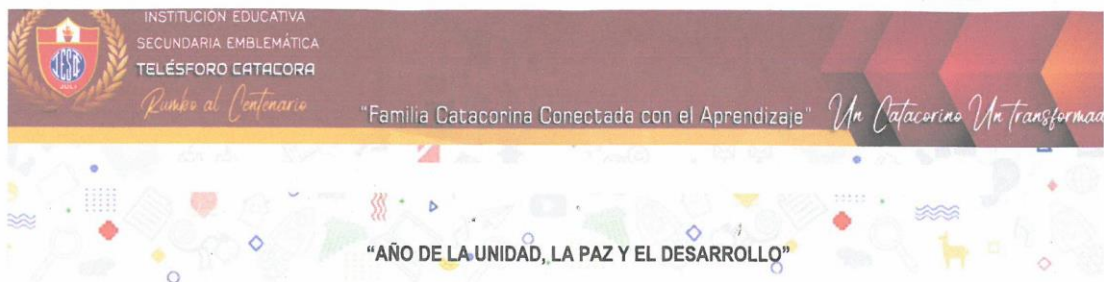 INSTITUCIÓN EDUCATIVA
SECUNDARIA EMBLEMÁTICA
TELÉSFORO CATACORA
Rumbo al Centenario
"Familia Catacorina Conectada con el Aprendizaje"
Un Catacorino Un Transformad
"AÑO DE LA UNIDAD, LA PAZ Y EL DESARROLLO"